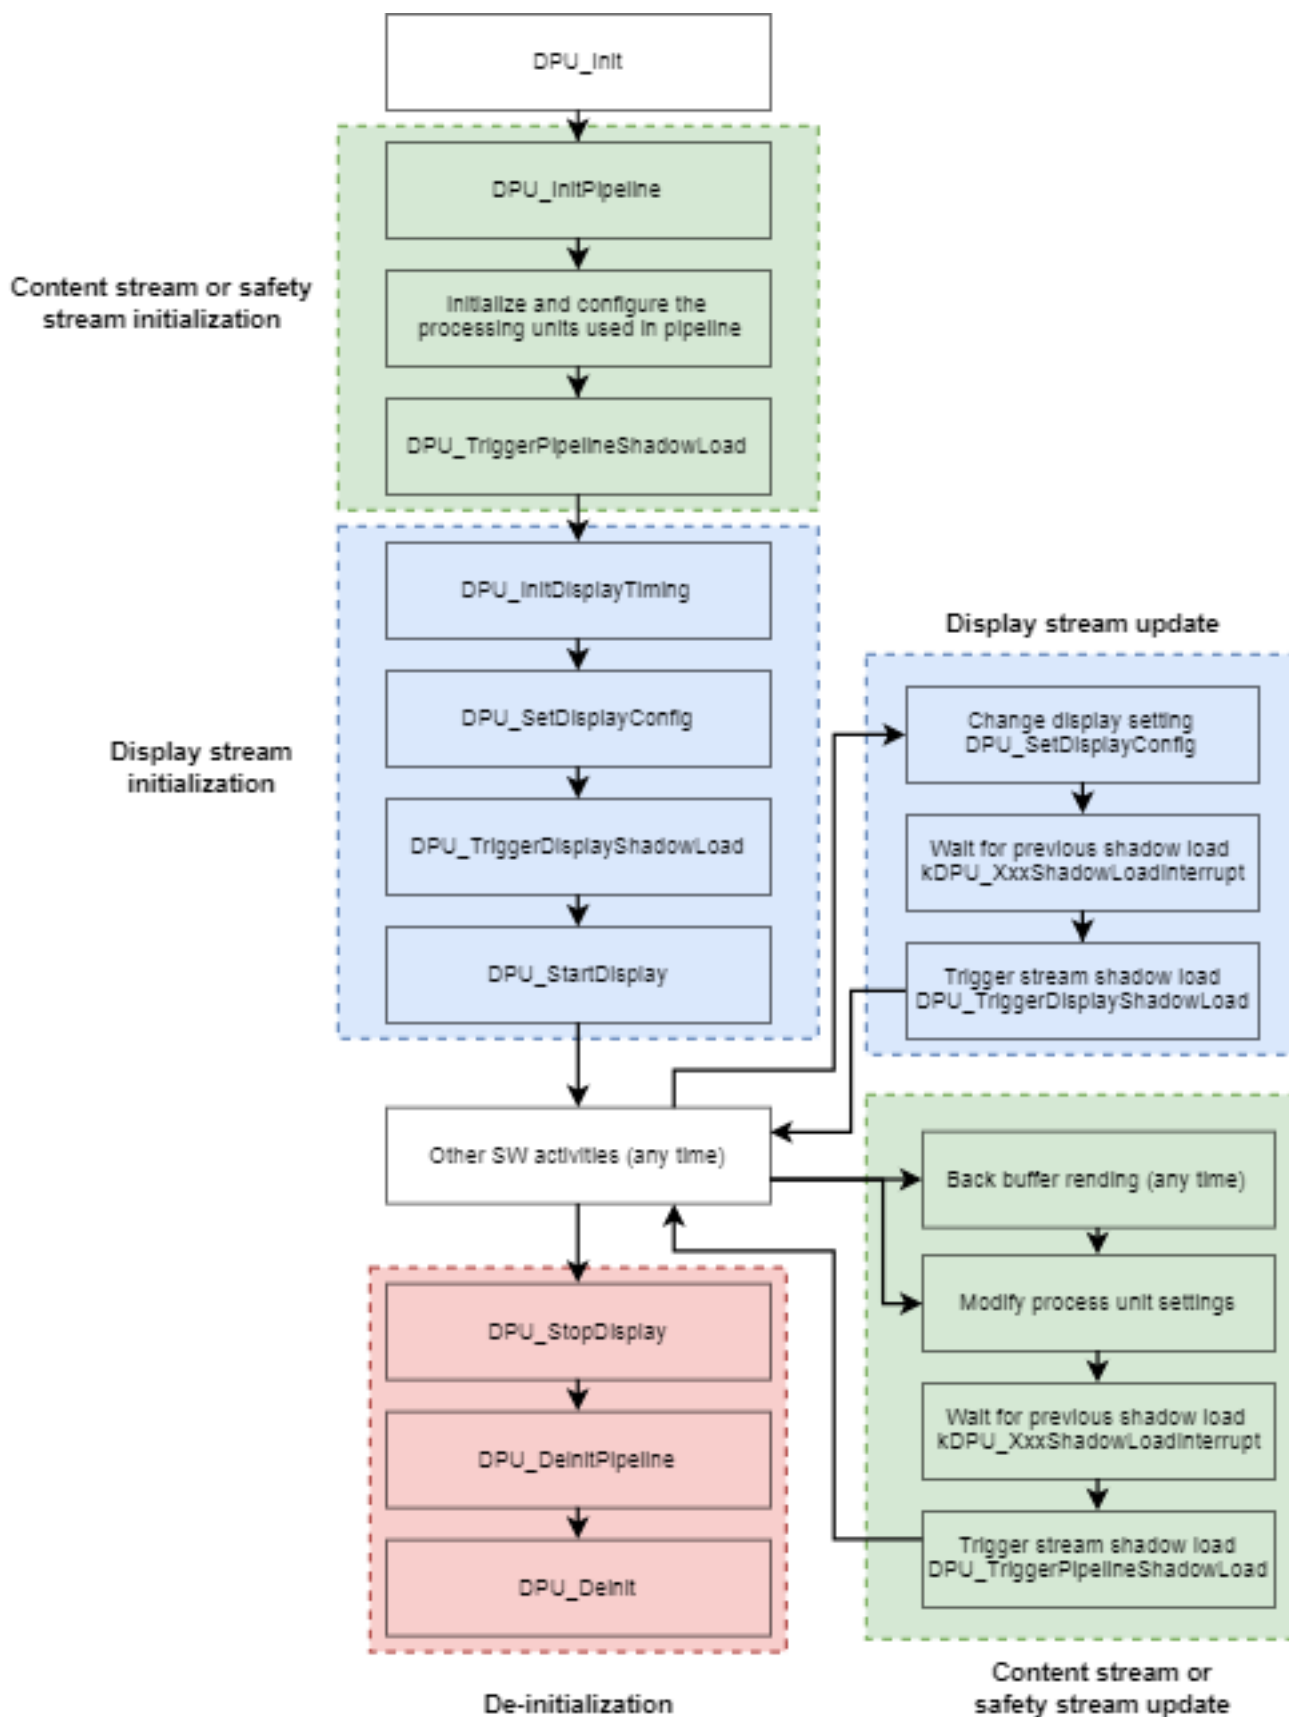 DPU_Init
DPU_InitPipeline
Content stream or safety
stream initialization
Initialize and configure the
processing units used in pipeline
DPU_TriggerPipelineShadowLoad
DPU_InitDisplayTiming
DPU_SetDisplayConfig
Display stream
initialization
DPU_TriggerDisplayShadowLoad
DPU_StartDisplay
Display stream update
Change display setting
DPU_SetDisplayConfig
Wait for previous shadow load
kDPU_XxxShadowLoadInterrupt
Trigger stream shadow load
DPU_TriggerDisplayShadowLoad
Other SW activities (any time)
Back buffer rending (any time)
Modify process unit settings
Wait for previous shadow load
kDPU_XxxShadowLoadInterrupt
Trigger stream shadow load
DPU_TriggerPipelineShadowLoad
Content stream or
safety stream update
DPU_StopDisplay
DPU_DeinitPipeline
DPU_Deinit
De-initialization